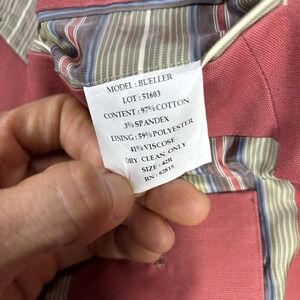 MODEL: BUELLER
LOT: 51603
CONTENT: 97% COTTON
3% SPANDEX
LINING: 59% POLYESTER
41% VISCOSE
DRY CLEAN ONLY
SIZE: 42R
RN: 62815